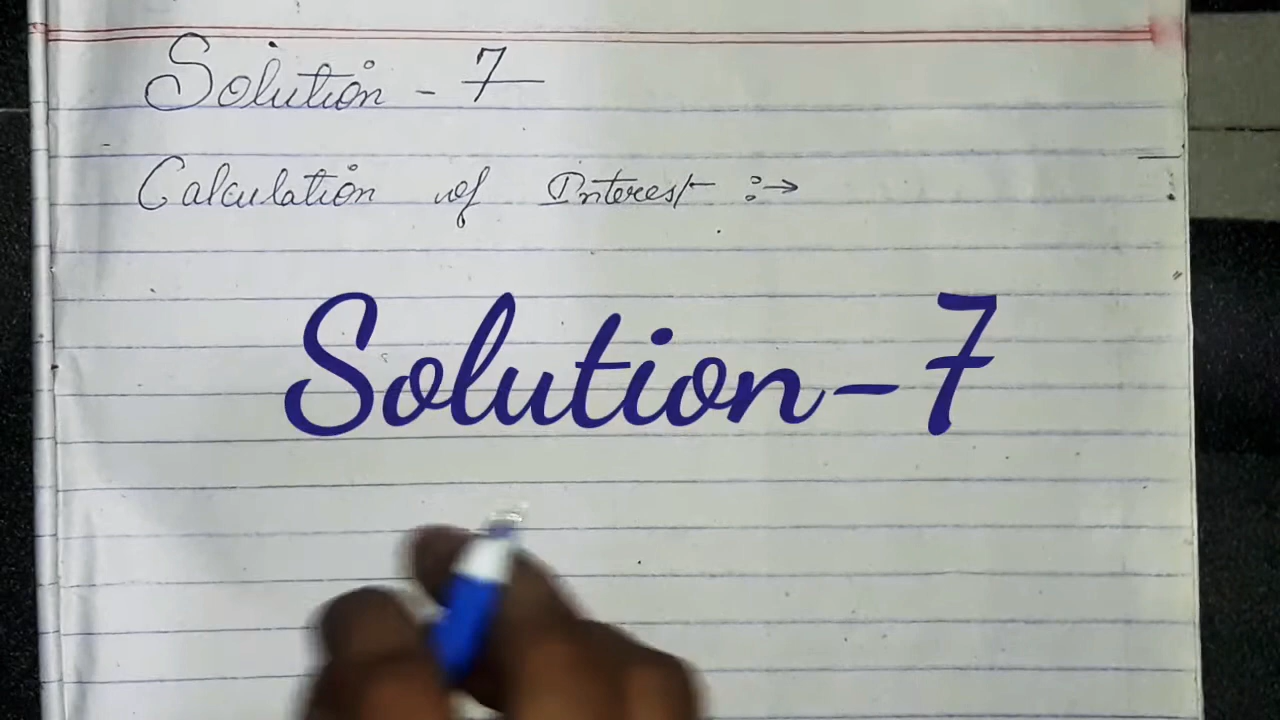 Solution - 7
Calculation of Interest :→
Solution-7